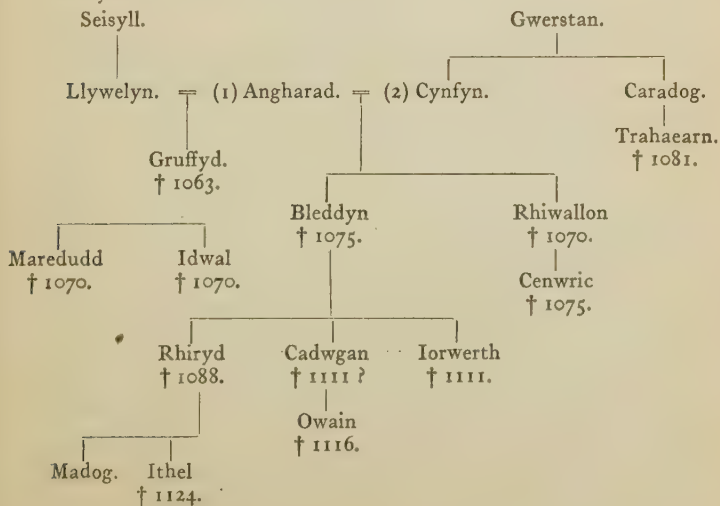 Seisyll. Gwerstan.
Llywelyn. = (1) Angharad. = (2) Cynfyn. Caradog.
Trahaearn.
† 1081.
Gruffyd.
† 1063.
Bleddyn Rhiwallon
† 1075. † 1070.
Maredudd Idwal
† 1070. † 1070.
Cenwric
† 1075.
Rhiryd Cadwgan Iorwerth
† 1088. † 1111 ? † 1111.
Owain
† 1116.
Madog. Ithel
† 1124.